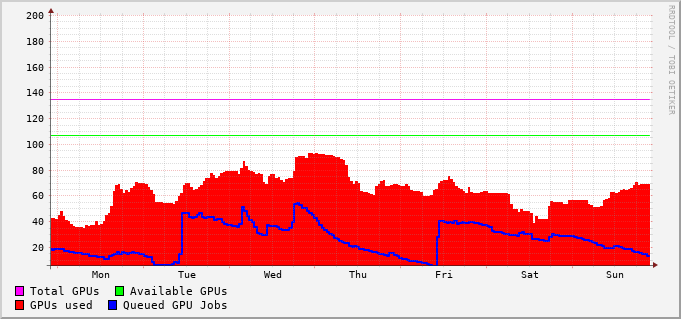 200
180
160
140
120
100
80
60
40
20
Mon Tue Wed Thu Fri Sat Sun
Total GPUs Available GPUs
GPUs used Queued GPU Jobs
RRDTOOL / TOBI OETIKER